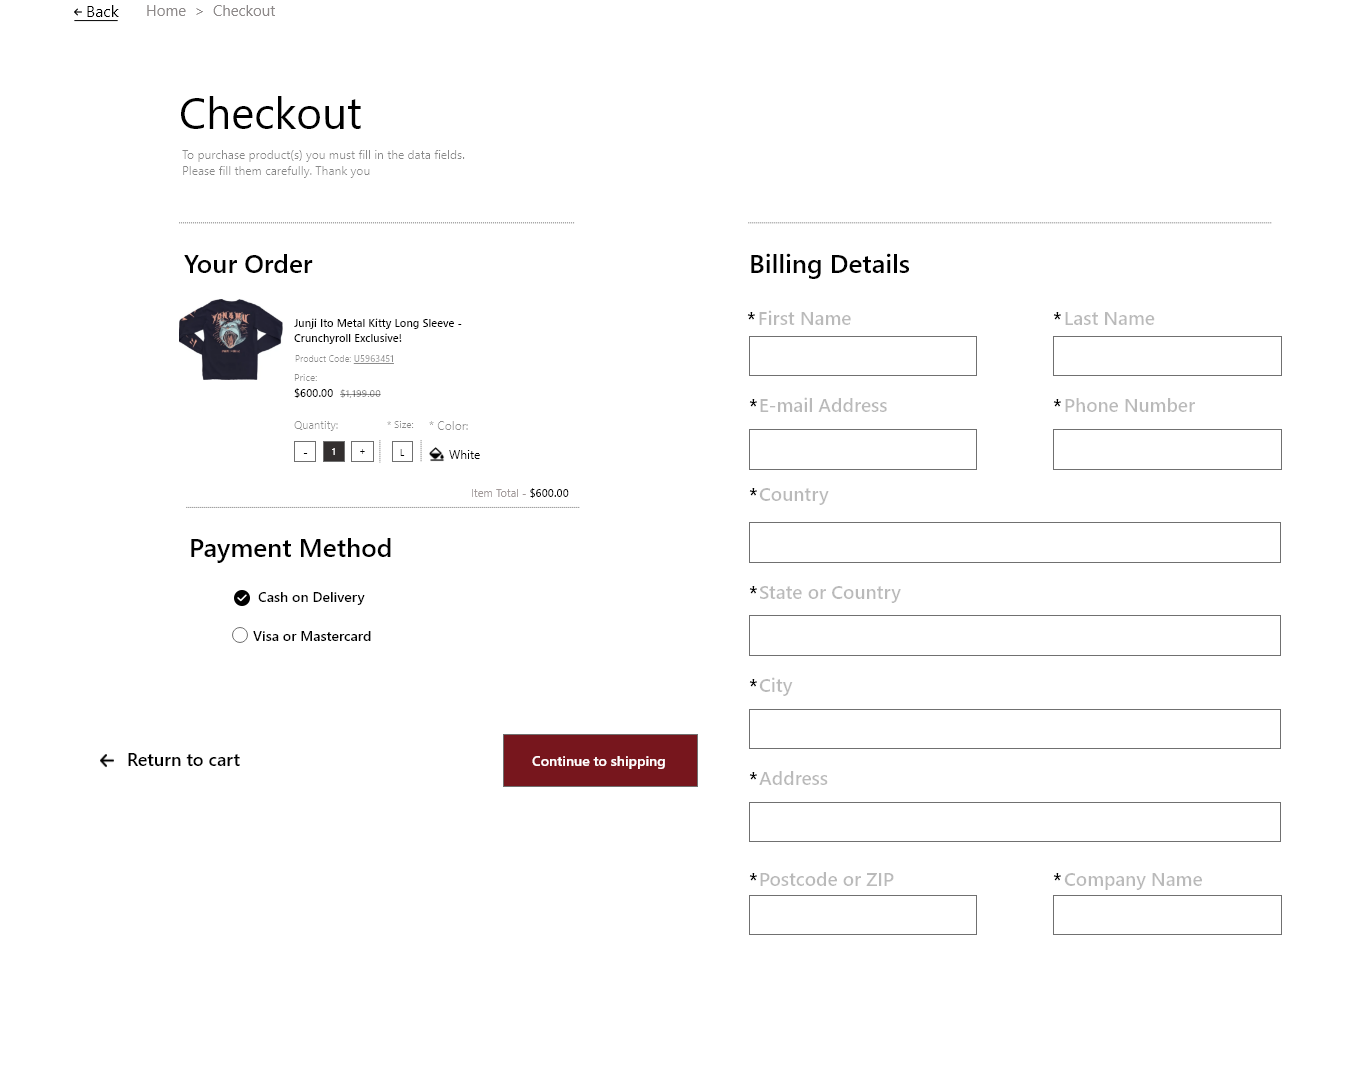 Back
Home > Checkout
Checkout
To purchase product(s) you must fill in the data fields.
Please fill them carefully. Thank you
Your Order
Junji Ito Metal Kitty Long Sleeve -
Crunchyroll Exclusive!
Product Code: U5963451
Price:
$600.00 $1,199.00
Quantity: * Size: * Color:
- 1 + L White
Item Total - $600.00
Payment Method
Cash on Delivery
Visa or Mastercard
Return to cart
Continue to shipping
Billing Details
*First Name *Last Name
*E-mail Address *Phone Number
*Country
*State or Country
*City
*Address
*Postcode or ZIP *Company Name